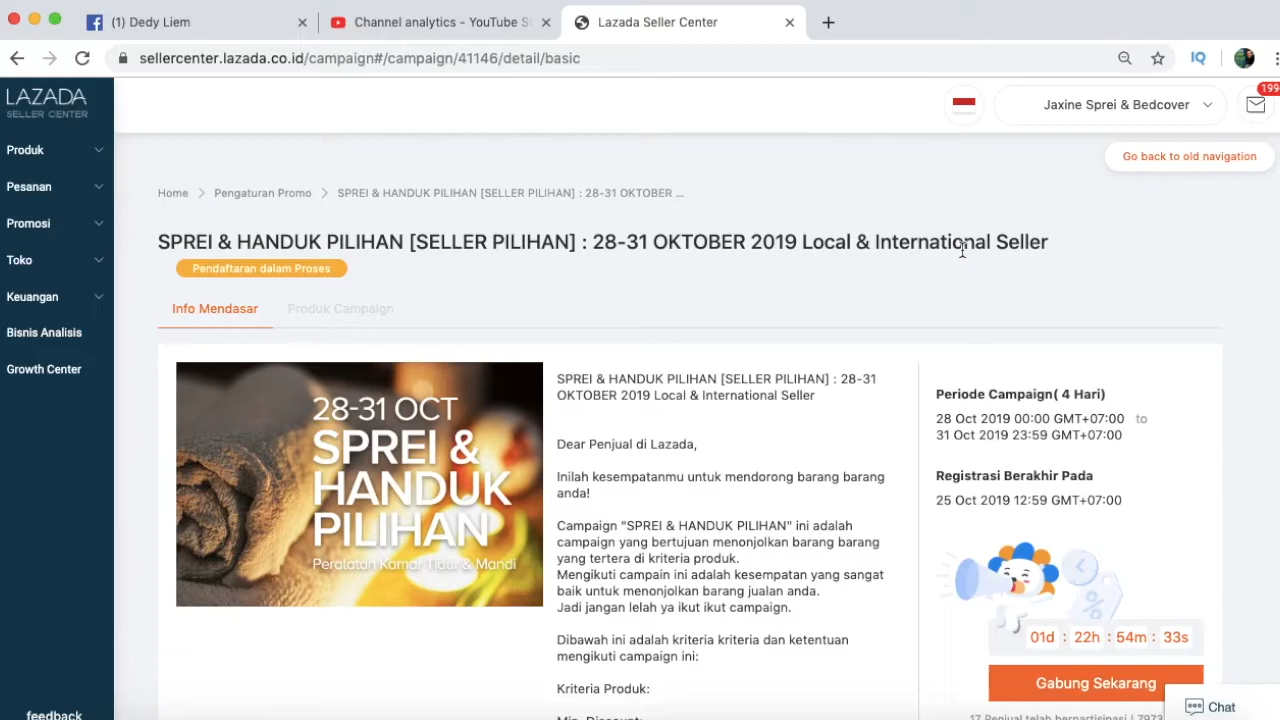 (1) Dedy Liem
Channel analytics - YouTube S
Lazada Seller Center
sellercenter.lazada.co.id/campaign#/campaign/41146/detail/basic
IQ
LAZADA
SELLER CENTER
Jaxine Sprei & Bedcover
199
Go back to old navigation
Produk
Pesanan
Promosi
Toko
Keuangan
Bisnis Analisis
Growth Center
feedback
Home
Pengaturan Promo
SPREI & HANDUK PILIHAN [SELLER PILIHAN] : 28-31 OKTOBER ...
SPREI & HANDUK PILIHAN [SELLER PILIHAN] : 28-31 OKTOBER 2019 Local & International Seller
Pendaftaran dalam Proses
Info Mendasar
Produk Campaign
28-31 OCT
SPREI &
HANDUK
PILIHAN
Peralatan Kamar Tidur & Mandi
SPREI & HANDUK PILIHAN [SELLER PILIHAN] : 28-31
OKTOBER 2019 Local & International Seller
Dear Penjual di Lazada,
Inilah kesempatanmu untuk mendorong barang barang
anda!
Campaign "SPREI & HANDUK PILIHAN" ini adalah
campaign yang bertujuan menonjolkan barang barang
yang tertera di kriteria produk.
Mengikuti campain ini adalah kesempatan yang sangat
baik untuk menonjolkan barang jualan anda.
Jadi jangan lelah ya ikut ikut campaign.
Dibawah ini adalah kriteria kriteria dan ketentuan
mengikuti campaign ini:
Kriteria Produk:
Min. Discount:
Periode Campaign( 4 Hari)
28 Oct 2019 00:00 GMT+07:00 to
31 Oct 2019 23:59 GMT+07:00
Registrasi Berakhir Pada
25 Oct 2019 12:59 GMT+07:00
01d : 22h : 54m : 33s
Gabung Sekarang
17 Penjual telah berpartisipasi | 7973
Chat